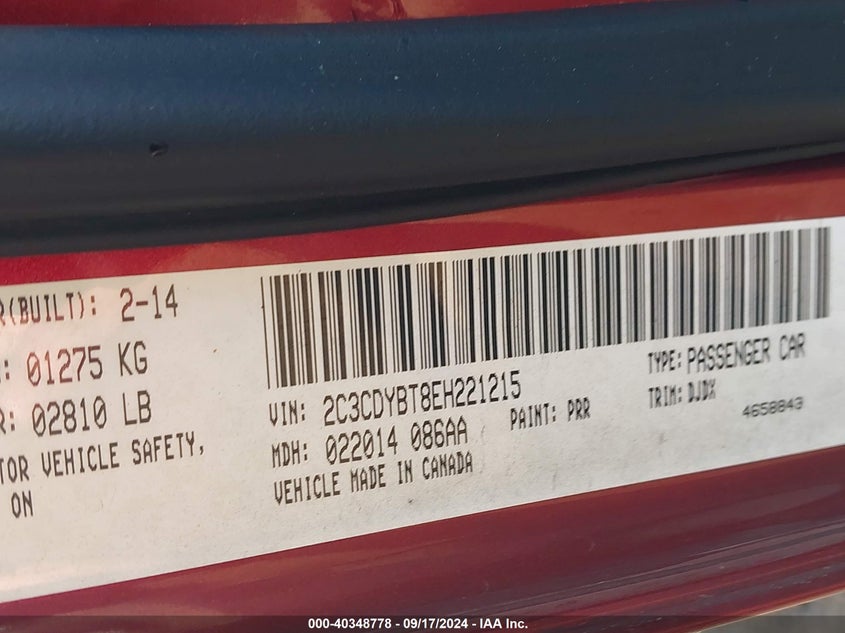 R(BUILT): 2-14
: 01275 KG
R: 02810 LB
TOR VEHICLE SAFETY,
ON
VIN: 2C3CDYBT8EH221215
MDH: 022014 086AA
PAINT: PRR
VEHICLE MADE IN CANADA
TYPE: PASSENGER CAR
TRIM: DJDX
4658843
000-40348778 - 09/17/2024 - IAA Inc.